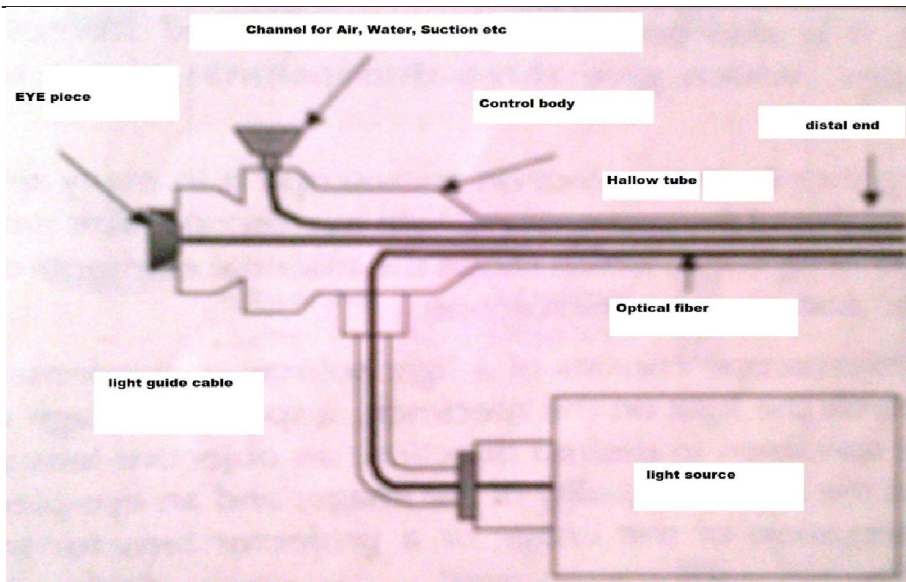 Channel for Air, Water, Suction etc
EYE piece
Control body
distal end
Hallow tube
Optical fiber
light guide cable
light source